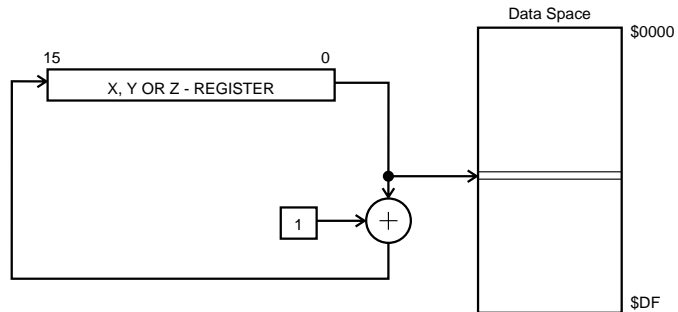 Data Space
$0000
15 0
X, Y OR Z - REGISTER
1
+
$DF